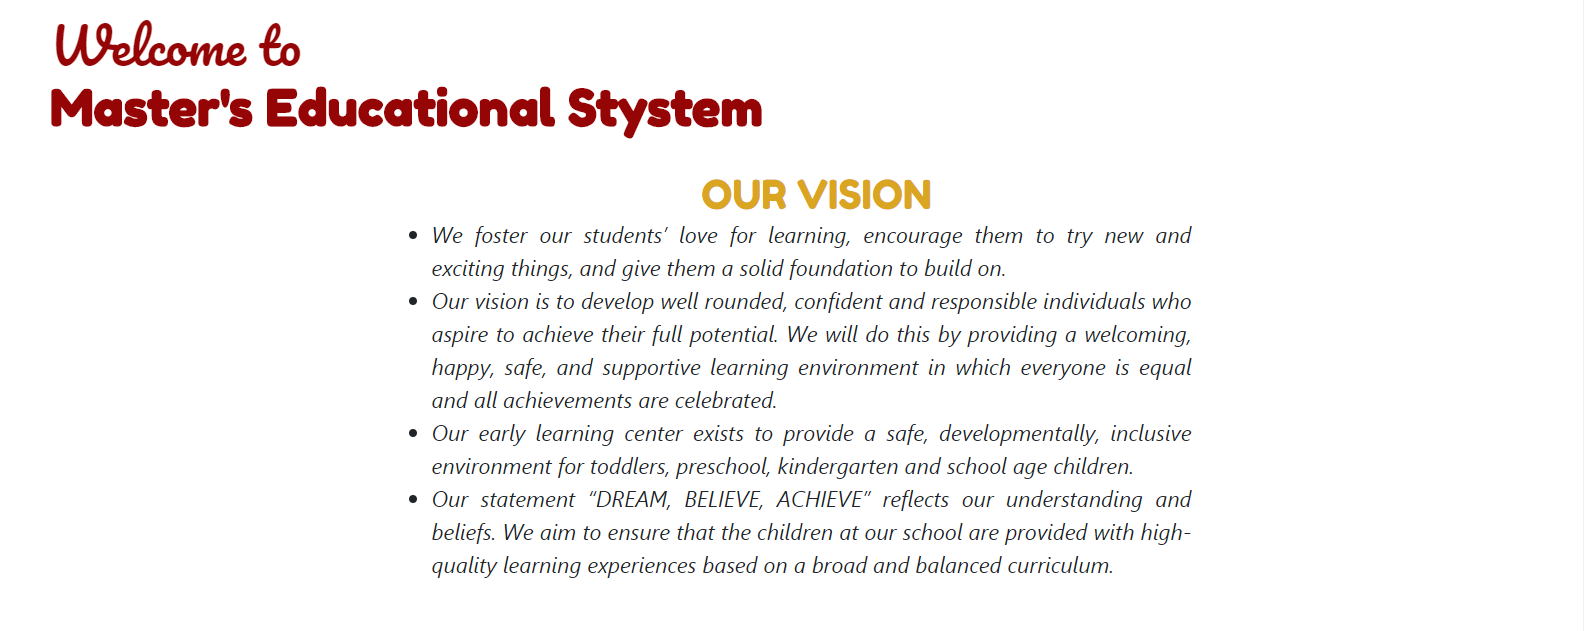 Welcome to
Master's Educational Stystem
OUR VISION
• We foster our students’ love for learning, encourage them to try new and
exciting things, and give them a solid foundation to build on.
• Our vision is to develop well rounded, confident and responsible individuals who
aspire to achieve their full potential. We will do this by providing a welcoming,
happy, safe, and supportive learning environment in which everyone is equal
and all achievements are celebrated.
• Our early learning center exists to provide a safe, developmentally, inclusive
environment for toddlers, preschool, kindergarten and school age children.
• Our statement “DREAM, BELIEVE, ACHIEVE” reflects our understanding and
beliefs. We aim to ensure that the children at our school are provided with high-
quality learning experiences based on a broad and balanced curriculum.